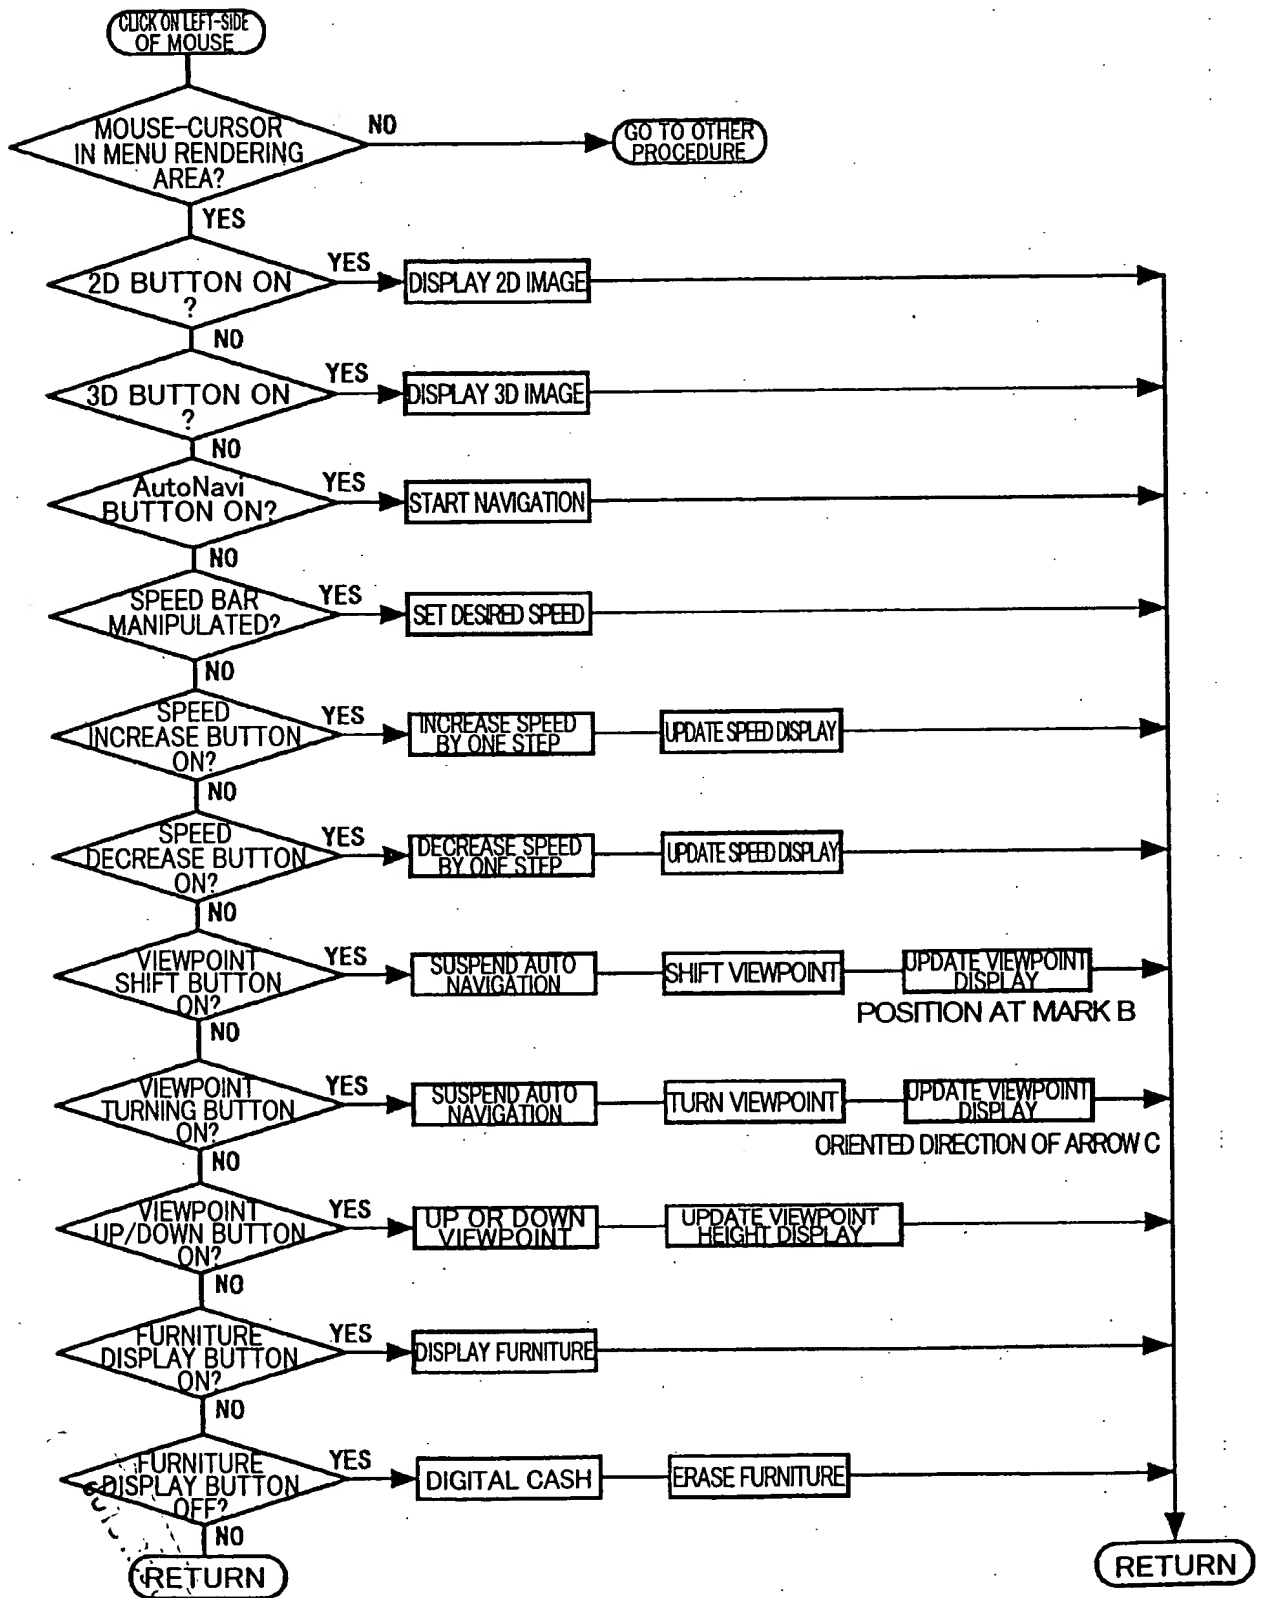 CLICK ON LEFT-SIDE
OF MOUSE
MOUSE-CURSOR
IN MENU RENDERING
AREA?
NO
GO TO OTHER
PROCEDURE
YES
2D BUTTON ON
?
YES
DISPLAY 2D IMAGE
NO
3D BUTTON ON
?
YES
DISPLAY 3D IMAGE
NO
AutoNavi
BUTTON ON?
YES
START NAVIGATION
NO
SPEED BAR
MANIPULATED?
YES
SET DESIRED SPEED
NO
SPEED
INCREASE BUTTON
ON?
YES
INCREASE SPEED
BY ONE STEP
UPDATE SPEED DISPLAY
NO
SPEED
DECREASE BUTTON
ON?
YES
DECREASE SPEED
BY ONE STEP
UPDATE SPEED DISPLAY
NO
VIEWPOINT
SHIFT BUTTON
ON?
YES
SUSPEND AUTO
NAVIGATION
SHIFT VIEWPOINT
UPDATE VIEWPOINT
DISPLAY
POSITION AT MARK B
NO
VIEWPOINT
TURNING BUTTON
ON?
YES
SUSPEND AUTO
NAVIGATION
TURN VIEWPOINT
UPDATE VIEWPOINT
DISPLAY
ORIENTED DIRECTION OF ARROW C
NO
VIEWPOINT
UP/DOWN BUTTON
ON?
YES
UP OR DOWN
VIEWPOINT
UPDATE VIEWPOINT
HEIGHT DISPLAY
NO
FURNITURE
DISPLAY BUTTON
ON?
YES
DISPLAY FURNITURE
NO
FURNITURE
DISPLAY BUTTON
OFF?
YES
DIGITAL CASH
ERASE FURNITURE
NO
RETURN
RETURN